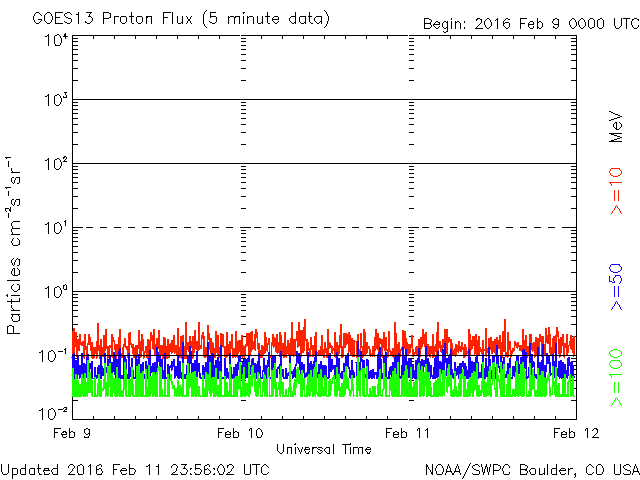 GOES13 Proton Flux (5 minute data)
Begin: 2016 Feb 9 0000 UTC
Particles cm⁻²s⁻¹sr⁻¹
10⁴
10³
10²
10¹
10⁰
10⁻¹
10⁻²
MeV
>=10
>=50
>=100
Feb 9
Feb 10
Feb 11
Feb 12
Universal Time
Updated 2016 Feb 11 23:56:02 UTC
NOAA/SWPC Boulder, CO USA